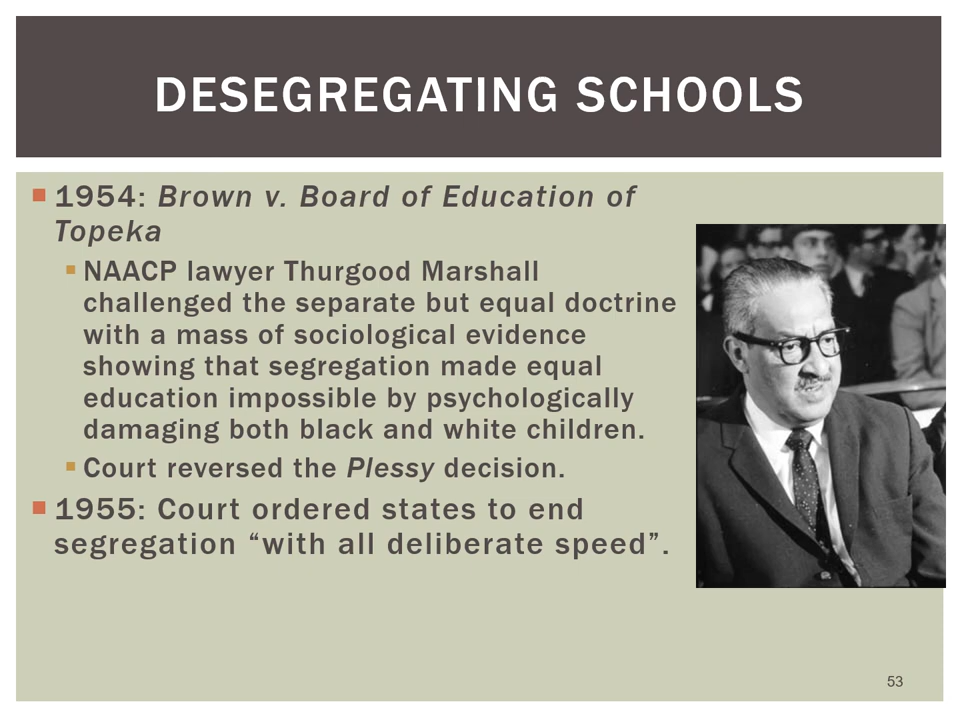 DESEGREGATING SCHOOLS
1954: Brown v. Board of Education of
Topeka
NAACP lawyer Thurgood Marshall
challenged the separate but equal doctrine
with a mass of sociological evidence
showing that segregation made equal
education impossible by psychologically
damaging both black and white children.
Court reversed the Plessy decision.
1955: Court ordered states to end
segregation “with all deliberate speed”.
53